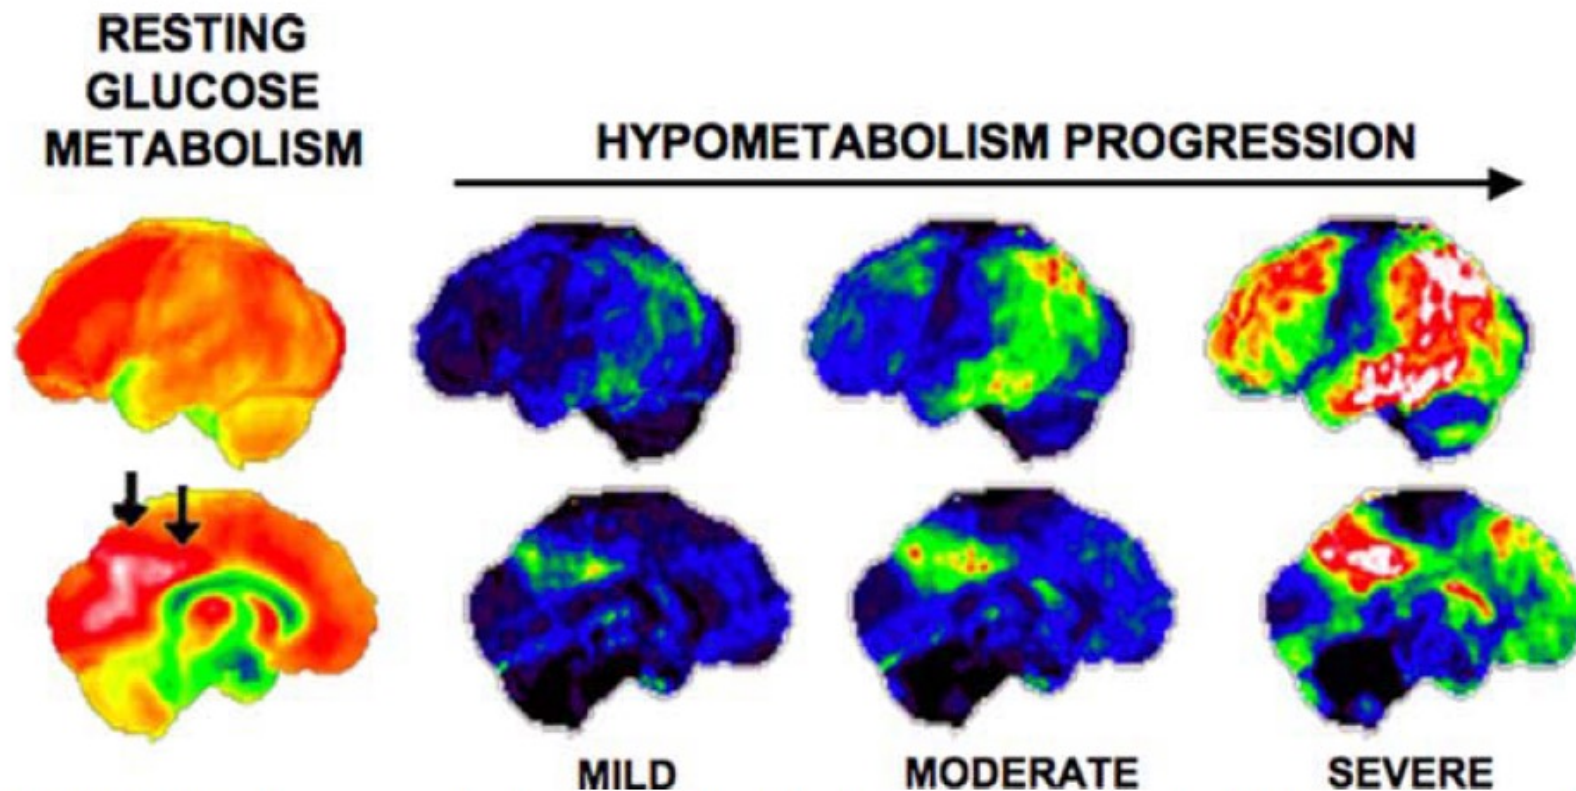 RESTING
GLUCOSE
METABOLISM
HYPOMETABOLISM PROGRESSION
MILD
MODERATE
SEVERE